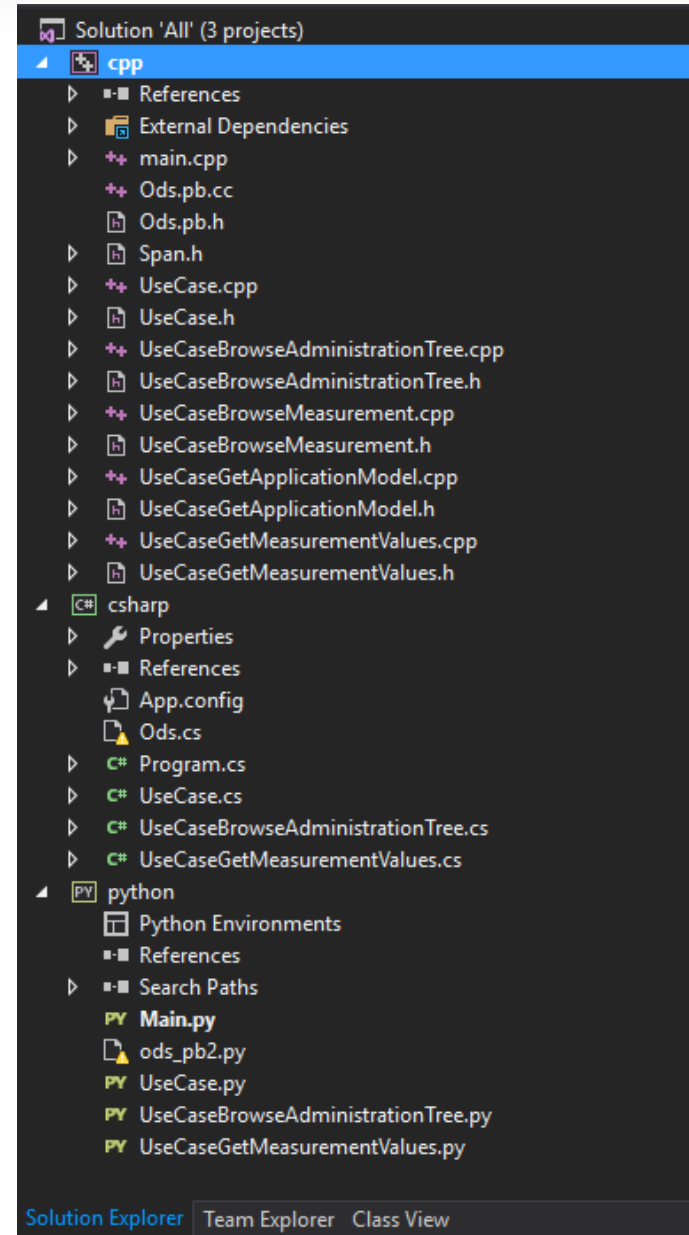 Solution 'All' (3 projects)
cpp
References
External Dependencies
++ main.cpp
++ Ods.pb.cc
h Ods.pb.h
h Span.h
++ UseCase.cpp
h UseCase.h
++ UseCaseBrowseAdministrationTree.cpp
h UseCaseBrowseAdministrationTree.h
++ UseCaseBrowseMeasurement.cpp
h UseCaseBrowseMeasurement.h
++ UseCaseGetApplicationModel.cpp
h UseCaseGetApplicationModel.h
++ UseCaseGetMeasurementValues.cpp
h UseCaseGetMeasurementValues.h
C# csharp
Properties
References
App.config
Ods.cs
C# Program.cs
C# UseCase.cs
C# UseCaseBrowseAdministrationTree.cs
C# UseCaseGetMeasurementValues.cs
PY python
Python Environments
References
Search Paths
PY Main.py
ods_pb2.py
PY UseCase.py
PY UseCaseBrowseAdministrationTree.py
PY UseCaseGetMeasurementValues.py
Solution Explorer Team Explorer Class View